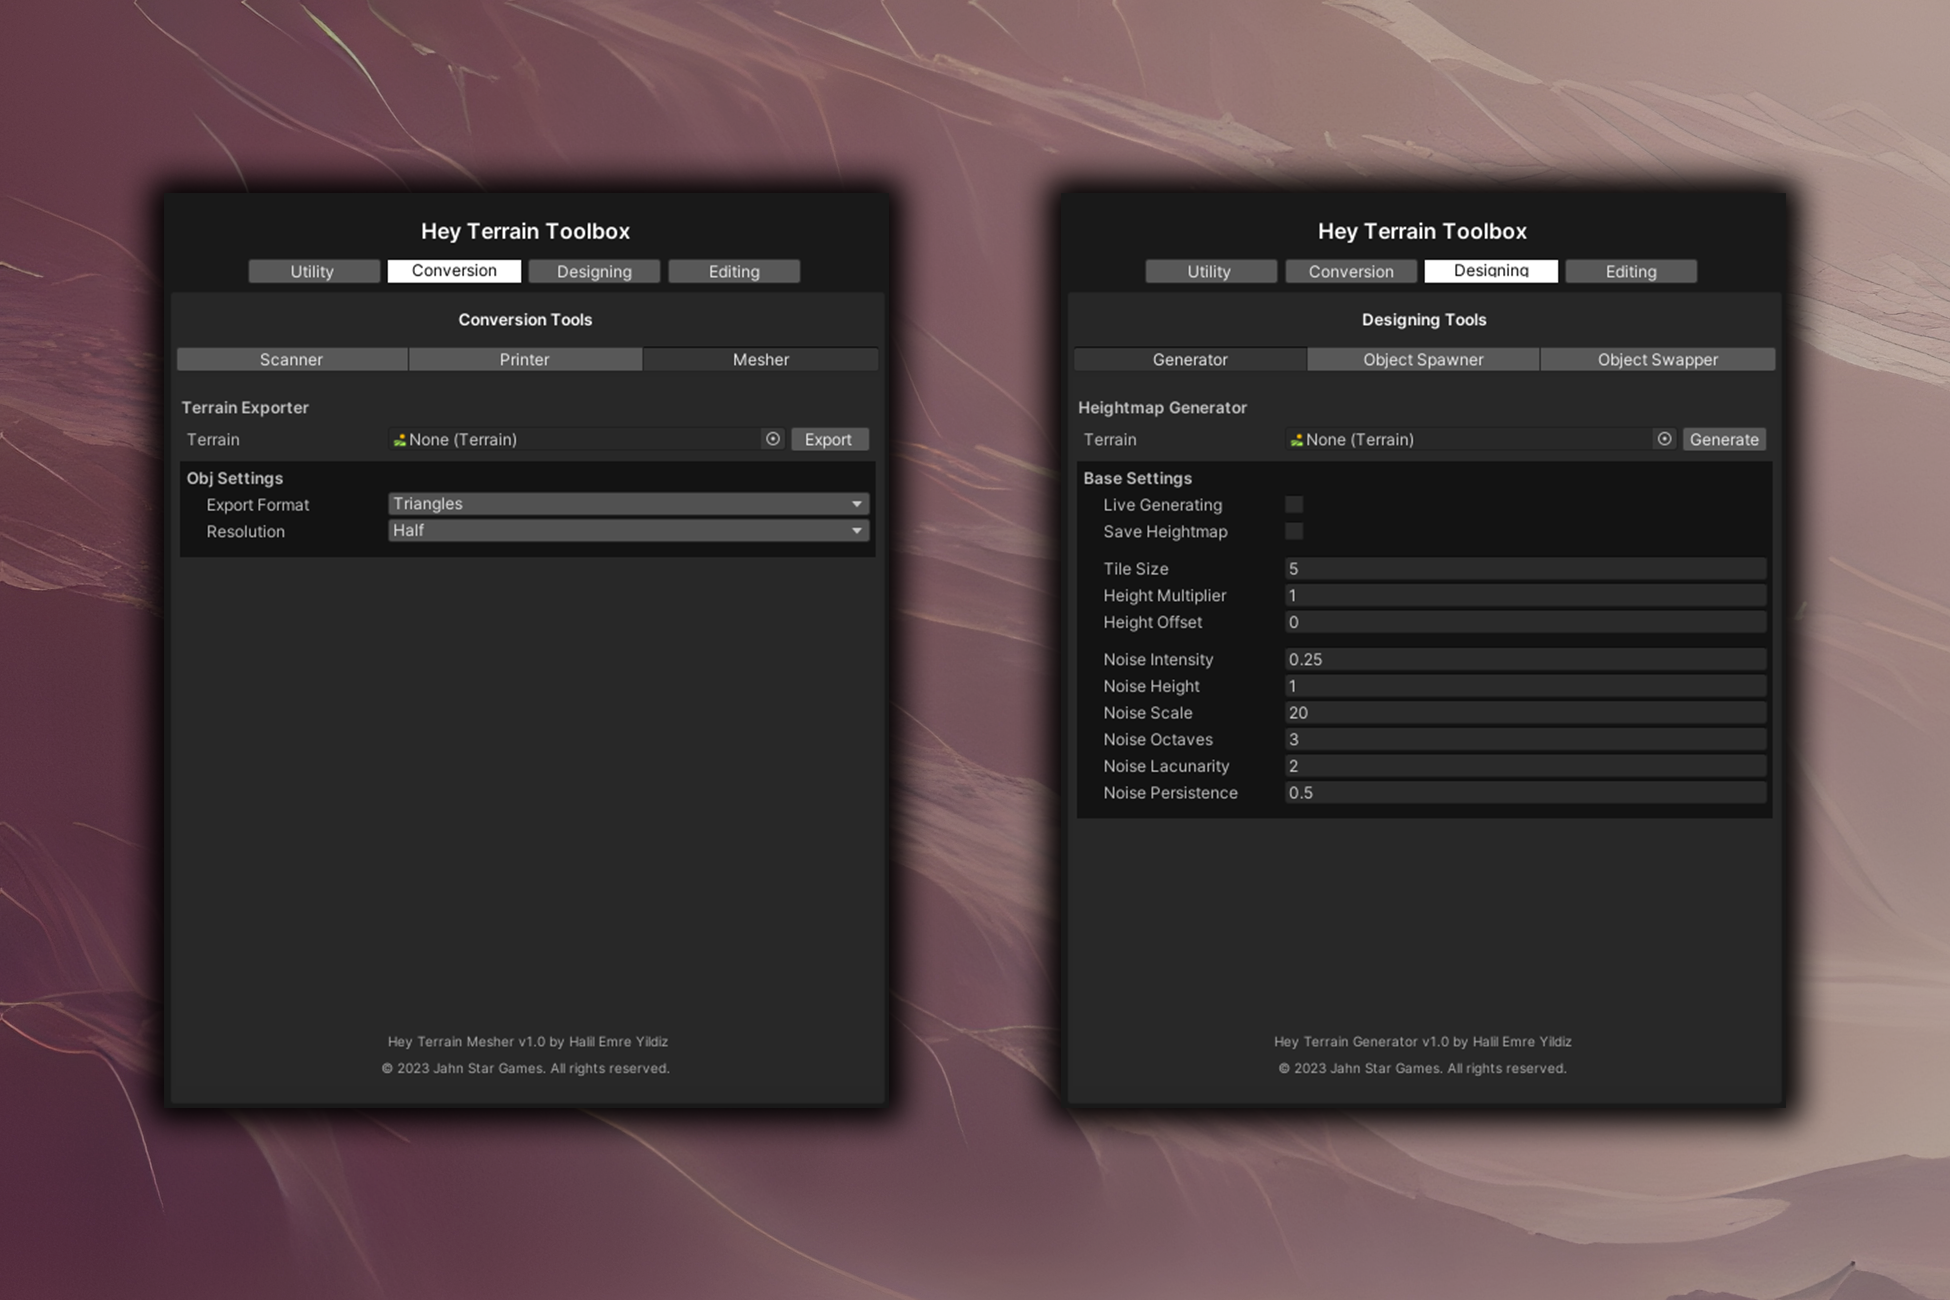 Hey Terrain Toolbox
Utility Conversion Designing Editing
Conversion Tools
Scanner Printer Mesher
Terrain Exporter
Terrain None (Terrain) Export
Obj Settings
Export Format Triangles
Resolution Half
Hey Terrain Mesher v1.0 by Halil Emre Yildiz
© 2023 Jahn Star Games. All rights reserved.
Hey Terrain Toolbox
Utility Conversion Designing Editing
Designing Tools
Generator Object Spawner Object Swapper
Heightmap Generator
Terrain None (Terrain) Generate
Base Settings
Live Generating
Save Heightmap
Tile Size 5
Height Multiplier 1
Height Offset 0
Noise Intensity 0.25
Noise Height 1
Noise Scale 20
Noise Octaves 3
Noise Lacunarity 2
Noise Persistence 0.5
Hey Terrain Generator v1.0 by Halil Emre Yildiz
© 2023 Jahn Star Games. All rights reserved.